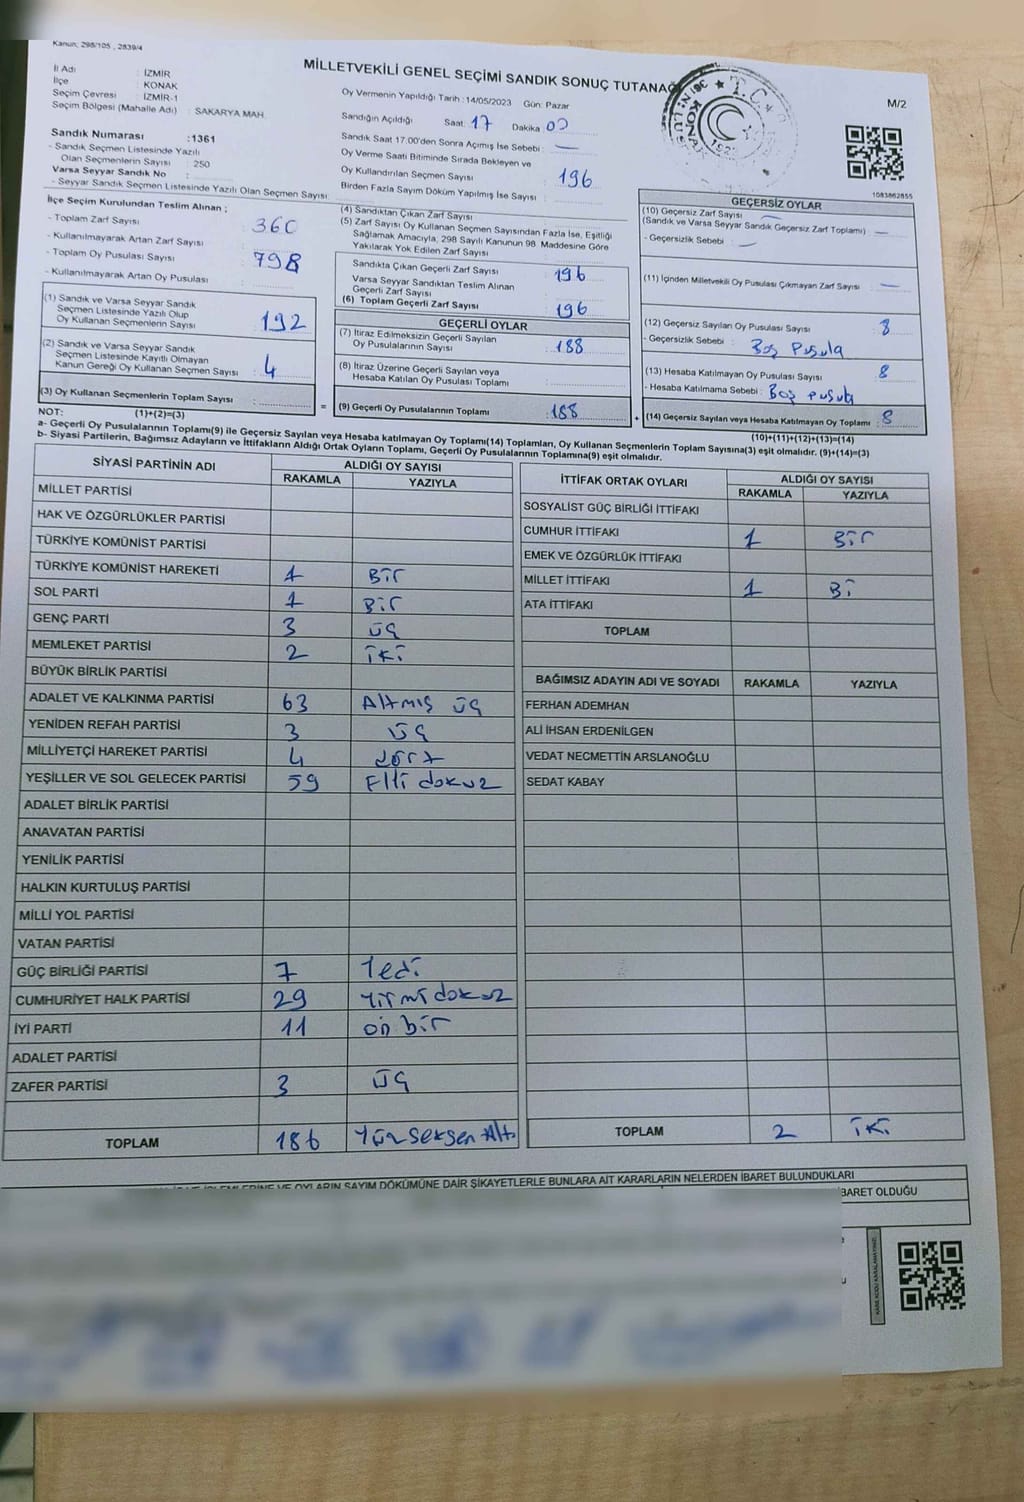 Kanun; 298/105 , 2839/4
MİLLETVEKİLİ GENEL SEÇİMİ SANDIK SONUÇ TUTANAĞI
M/2
İl Adı : İZMİR
İlçe : KONAK
Seçim Çevresi : İZMİR-1
Seçim Bölgesi (Mahalle Adı) : SAKARYA MAH.
Sandık Numarası :1361
- Sandık Seçmen Listesinde Yazılı
Olan Seçmenlerin Sayısı : 250
Varsa Seyyar Sandık No :
- Seyyar Sandık Seçmen Listesinde Yazılı Olan Seçmen Sayısı
Oy Vermenin Yapıldığı Tarih :14/05/2023 Gün: Pazar
Sandığın Açıldığı Saat: 17 Dakika 00
Sandık Saat 17.00'den Sonra Açımış İse Sebebi : —
Oy Verme Saati Bitiminde Sırada Bekleyen ve
Oy Kullandırılan Seçmen Sayısı : 196
Birden Fazla Sayım Döküm Yapılmış İse Sayısı :
1083862855
İlçe Seçim Kurulundan Teslim Alınan ;
- Toplam Zarf Sayısı : 360
- Kullanılmayarak Artan Zarf Sayısı :
- Toplam Oy Pusulası Sayısı : 798
- Kullanılmayarak Artan Oy Pusulası :
(1) Sandık ve Varsa Seyyar Sandık
Seçmen Listesinde Yazılı Olup
Oy Kullanan Seçmenlerin Sayısı : 192
(2) Sandık ve Varsa Seyyar Sandık
Seçmen Listesinde Kayıtlı Olmayan
Kanun Gereği Oy Kullanan Seçmen Sayısı : 4
(3) Oy Kullanan Seçmenlerin Toplam Sayısı :
(4) Sandıktan Çıkan Zarf Sayısı
(5) Zarf Sayısı Oy Kullanan Seçmen Sayısından Fazla İse, Eşitliği
Sağlamak Amacıyla, 298 Sayılı Kanunun 98. Maddesine Göre
Yakılarak Yok Edilen Zarf Sayısı :
Sandıkta Çıkan Geçerli Zarf Sayısı : 196
Varsa Seyyar Sandıktan Teslim Alınan
Geçerli Zarf Sayısı
(6) Toplam Geçerli Zarf Sayısı : 196
GEÇERLİ OYLAR
(7) İtiraz Edilmeksizin Geçerli Sayılan
Oy Pusulalarının Sayısı : 188
(8) İtiraz Üzerine Geçerli Sayılan veya
Hesaba Katılan Oy Pusulası Toplamı :
= (9) Geçerli Oy Pusulalarının Toplamı : 188
GEÇERSİZ OYLAR
(10) Geçersiz Zarf Sayısı —
(Sandık ve Varsa Seyyar Sandık Geçersiz Zarf Toplamı) : —
- Geçersizlik Sebebi : —
(11) İçinden Milletvekili Oy Pusulası Çıkmayan Zarf Sayısı : —
(12) Geçersiz Sayılan Oy Pusulası Sayısı : 8
- Geçersizlik Sebebi : Boş Pusula
(13) Hesaba Katılmayan Oy Pusulası Sayısı : 8
- Hesaba Katılmama Sebebi : Boş pusula
+ (14) Geçersiz Sayılan veya Hesaba Katılmayan Oy Toplamı : 8
NOT: (1)+(2)=(3)
(10)+(11)+(12)+(13)=(14)
a- Geçerli Oy Pusulalarının Toplamı(9) ile Geçersiz Sayılan veya Hesaba katılmayan Oy Toplamı(14) Toplamları, Oy Kullanan Seçmenlerin Toplam Sayısına(3) eşit olmalıdır. (9)+(14)=(3)
b- Siyasi Partilerin, Bağımsız Adayların ve İttifakların Aldığı Ortak Oyların Toplamı, Geçerli Oy Pusulalarının Toplamına(9) eşit olmalıdır.
SİYASİ PARTİNİN ADI ALDIĞI OY SAYISI
RAKAMLA YAZIYLA
MİLLET PARTİSİ
HAK VE ÖZGÜRLÜKLER PARTİSİ
TÜRKİYE KOMÜNİST PARTİSİ
TÜRKİYE KOMÜNİST HAREKETİ 1 Bir
SOL PARTİ 1 Bir
GENÇ PARTİ 3 üç
MEMLEKET PARTİSİ 2 iki
BÜYÜK BİRLİK PARTİSİ
ADALET VE KALKINMA PARTİSİ 63 Altmış üç
YENİDEN REFAH PARTİSİ 3 üç
MİLLİYETÇİ HAREKET PARTİSİ 4 dört
YEŞİLLER VE SOL GELECEK PARTİSİ 59 Elli dokuz
ADALET BİRLİK PARTİSİ
ANAVATAN PARTİSİ
YENİLİK PARTİSİ
HALKIN KURTULUŞ PARTİSİ
MİLLİ YOL PARTİSİ
VATAN PARTİSİ
GÜÇ BİRLİĞİ PARTİSİ 7 Yedi
CUMHURİYET HALK PARTİSİ 29 Yirmi dokuz
İYİ PARTİ 11 on bir
ADALET PARTİSİ
ZAFER PARTİSİ 3 üç
TOPLAM 186 Yüz seksen Altı
İTTİFAK ORTAK OYLARI ALDIĞI OY SAYISI
RAKAMLA YAZIYLA
SOSYALİST GÜÇ BİRLİĞİ İTTİFAKI
CUMHUR İTTİFAKI 1 Bir
EMEK VE ÖZGÜRLÜK İTTİFAKI
MİLLET İTTİFAKI 1 Bi
ATA İTTİFAKI
TOPLAM
BAĞIMSIZ ADAYIN ADI VE SOYADI RAKAMLA YAZIYLA
FERHAN ADEMHAN
ALİ İHSAN ERDENİLGEN
VEDAT NECMETTİN ARSLANOĞLU
SEDAT KABAY
TOPLAM 2 iki
OYLARIN SAYIM DÖKÜMÜNE DAİR ŞİKAYETLERLE BUNLARA AİT KARARLARIN NELERDEN İBARET BULUNDUKLARI
İBARET OLDUĞU